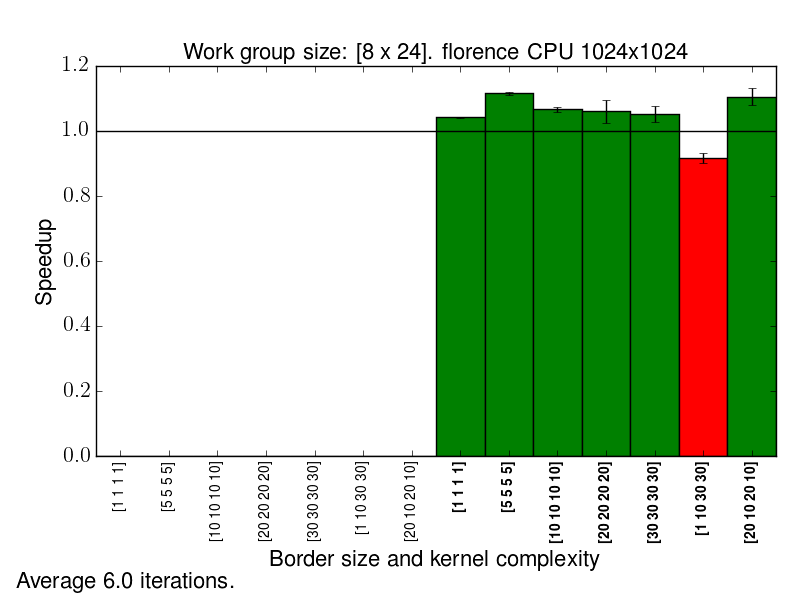 Work group size: [8 x 24]. florence CPU 1024x1024
1.2
1.0
0.8
0.6
0.4
0.2
0.0
Speedup
[1 1 1 1]
[5 5 5 5]
[10 10 10 10]
[20 20 20 20]
[30 30 30 30]
[1 10 30 30]
[20 10 20 10]
[1 1 1 1]
[5 5 5 5]
[10 10 10 10]
[20 20 20 20]
[30 30 30 30]
[1 10 30 30]
[20 10 20 10]
Border size and kernel complexity
Average 6.0 iterations.